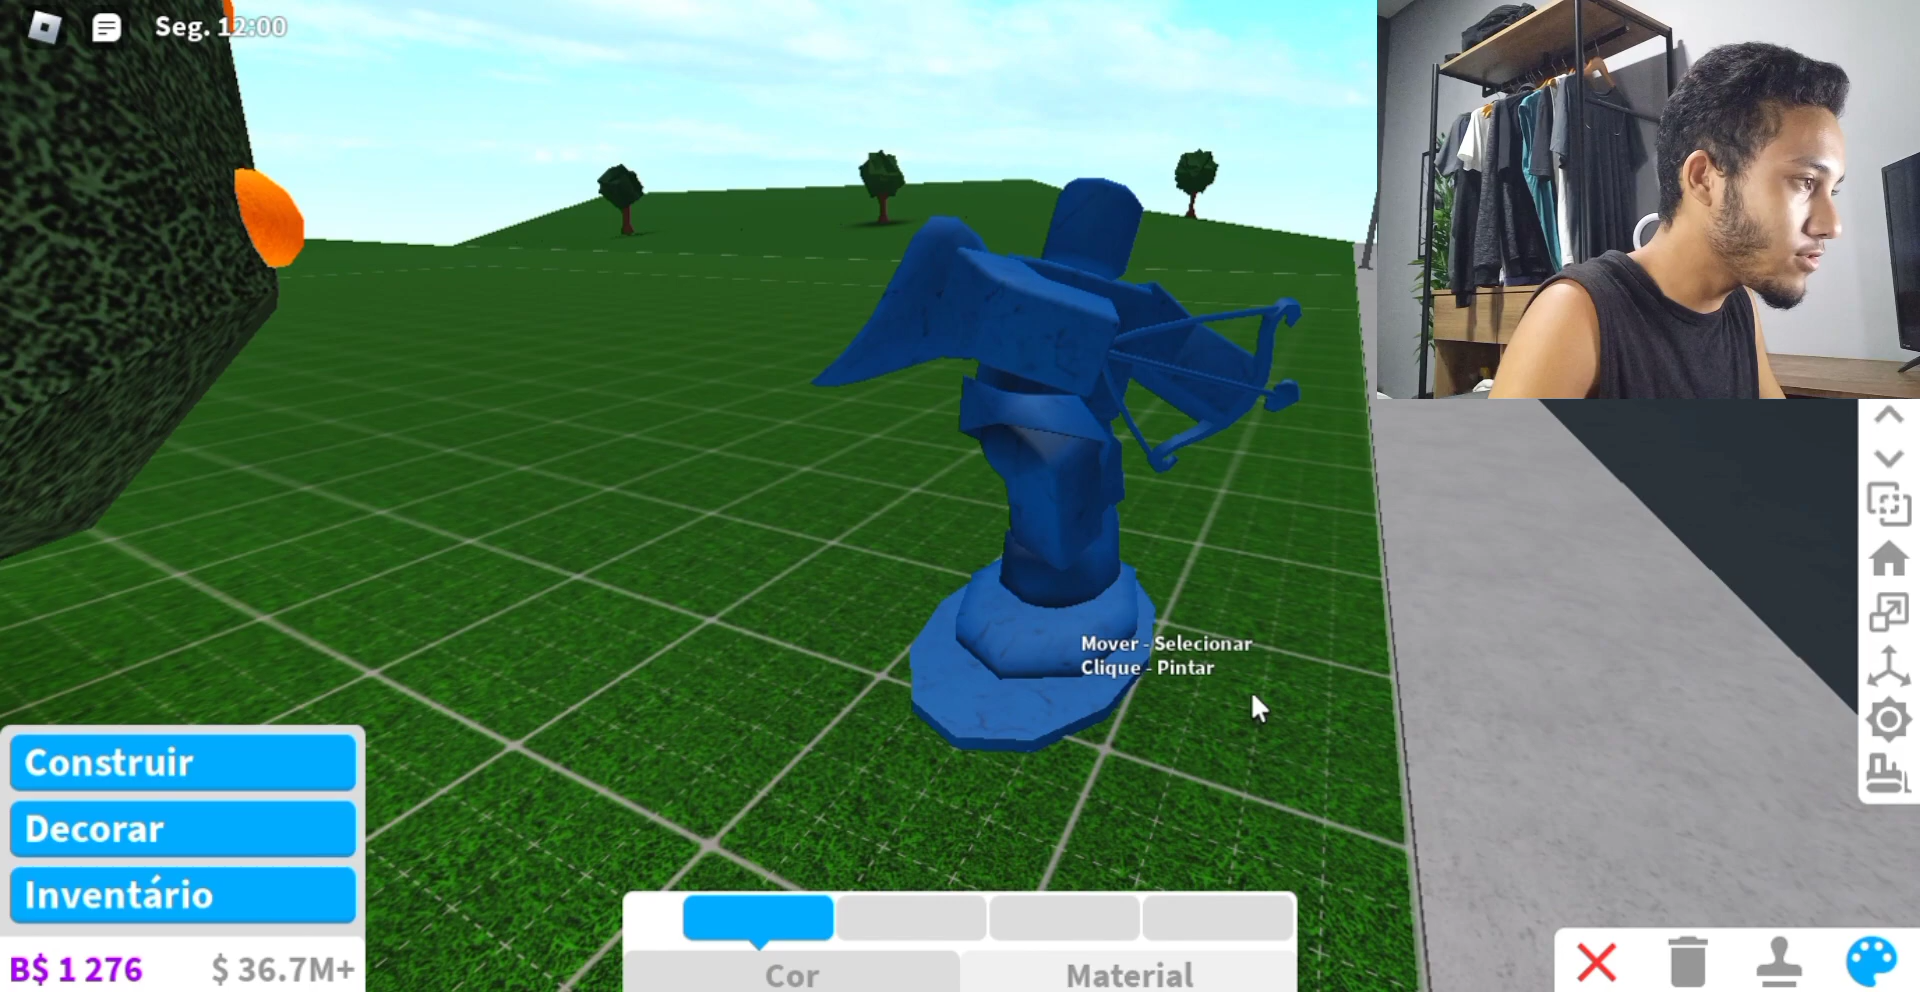 Seg. 12:00
Mover - Selecionar
Clique - Pintar
Construir
Decorar
Inventário
B$ 1 276
$ 36.7M+
Cor
Material